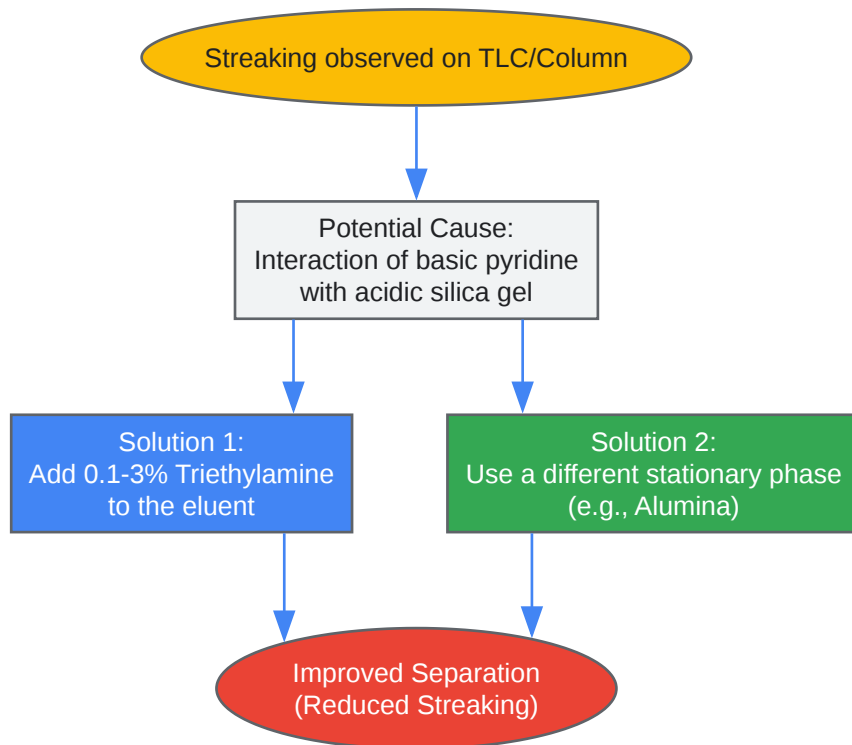 Streaking observed on TLC/Column
Potential Cause:
Interaction of basic pyridine
with acidic silica gel
Solution 1:
Add 0.1-3% Triethylamine
to the eluent
Solution 2:
Use a different stationary phase
(e.g., Alumina)
Improved Separation
(Reduced Streaking)